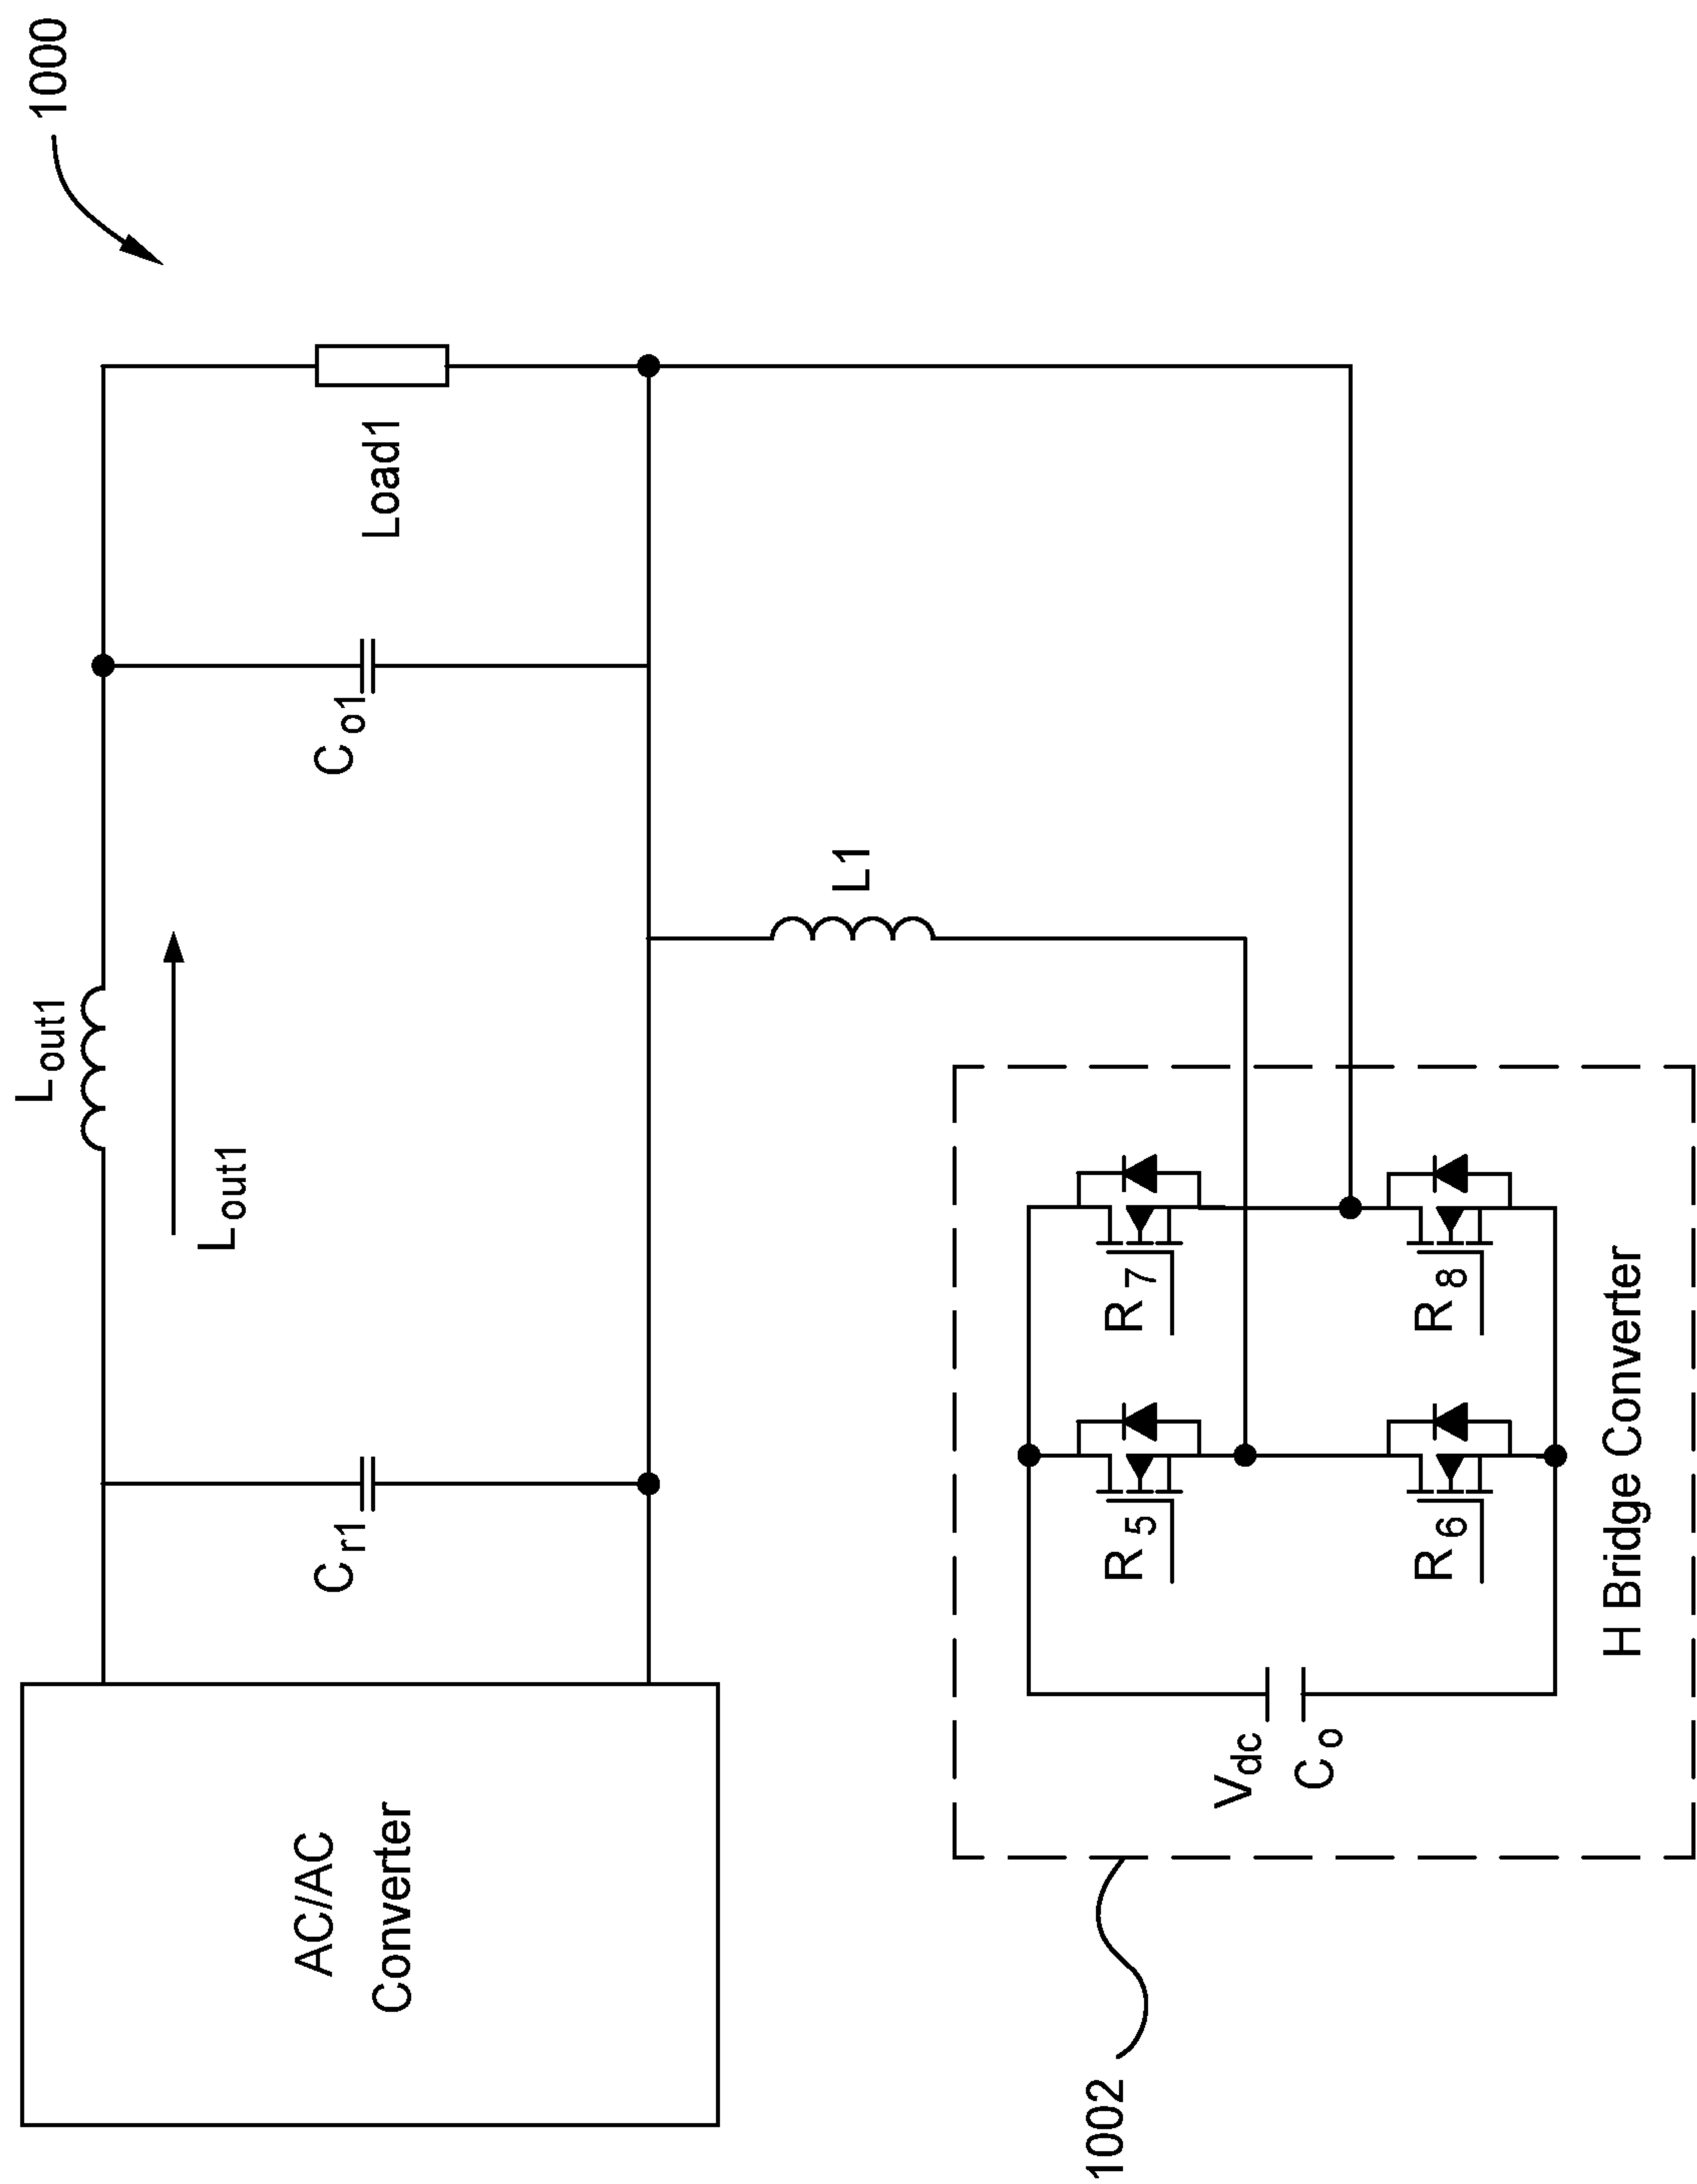 1000
Lout1
Lout1
Cr1
Co1
Load1
AC/AC
Converter
L1
R5
R7
R6
R8
Vdc
Co
H Bridge Converter
1002